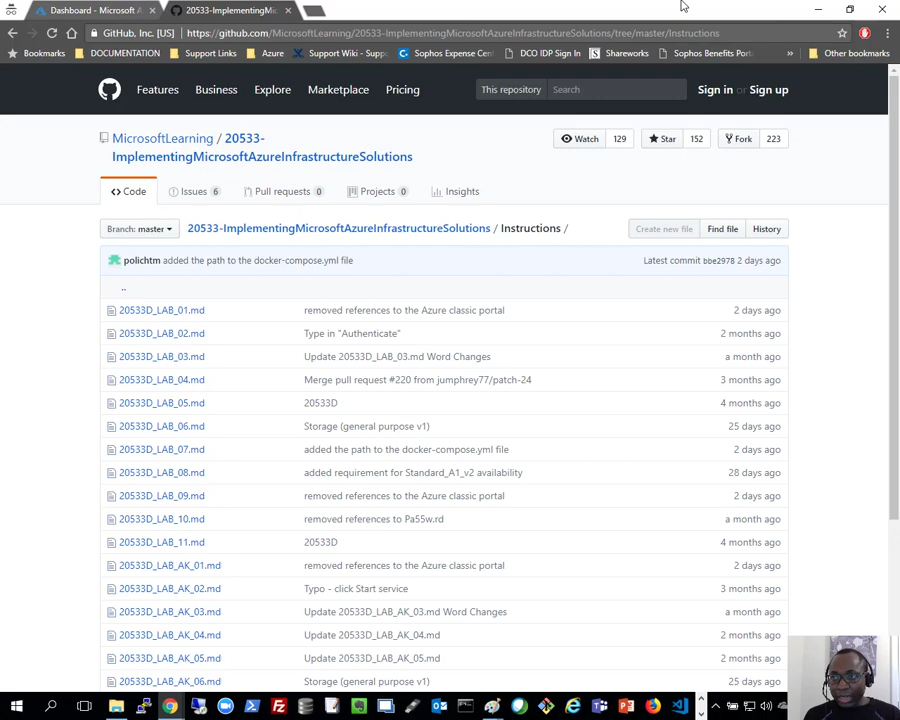 Dashboard - Microsoft A
20533-ImplementingMic
GitHub, Inc. [US]
https://github.com/MicrosoftLearning/20533-ImplementingMicrosoftAzureInfrastructureSolutions/tree/master/Instructions
Bookmarks
DOCUMENTATION
Support Links
Azure
Support Wiki - Supp
Sophos Expense Cen
DCO IDP Sign In
Shareworks
Sophos Benefits Port
»
Other bookmarks
Features
Business
Explore
Marketplace
Pricing
This repository
Search
Sign in or Sign up
MicrosoftLearning / 20533-
ImplementingMicrosoftAzureInfrastructureSolutions
Watch 129
Star 152
Fork 223
Code
Issues 6
Pull requests 0
Projects 0
Insights
Branch: master
20533-ImplementingMicrosoftAzureInfrastructureSolutions / Instructions /
Create new file
Find file
History
polichtm added the path to the docker-compose.yml file
Latest commit bbe2978 2 days ago
..
20533D_LAB_01.md removed references to the Azure classic portal 2 days ago
20533D_LAB_02.md Type in "Authenticate" 2 months ago
20533D_LAB_03.md Update 20533D_LAB_03.md Word Changes a month ago
20533D_LAB_04.md Merge pull request #220 from jumphrey77/patch-24 3 months ago
20533D_LAB_05.md 20533D 4 months ago
20533D_LAB_06.md Storage (general purpose v1) 25 days ago
20533D_LAB_07.md added the path to the docker-compose.yml file 2 days ago
20533D_LAB_08.md added requirement for Standard_A1_v2 availability 28 days ago
20533D_LAB_09.md removed references to the Azure classic portal 2 days ago
20533D_LAB_10.md removed references to Pa55w.rd a month ago
20533D_LAB_11.md 20533D 4 months ago
20533D_LAB_AK_01.md removed references to the Azure classic portal 2 days ago
20533D_LAB_AK_02.md Typo - click Start service 3 months ago
20533D_LAB_AK_03.md Update 20533D_LAB_AK_03.md Word Changes a month ago
20533D_LAB_AK_04.md Update 20533D_LAB_AK_04.md 2 months ago
20533D_LAB_AK_05.md Update 20533D_LAB_AK_05.md 2 months ago
20533D_LAB_AK_06.md Storage (general purpose v1) 25 days ago